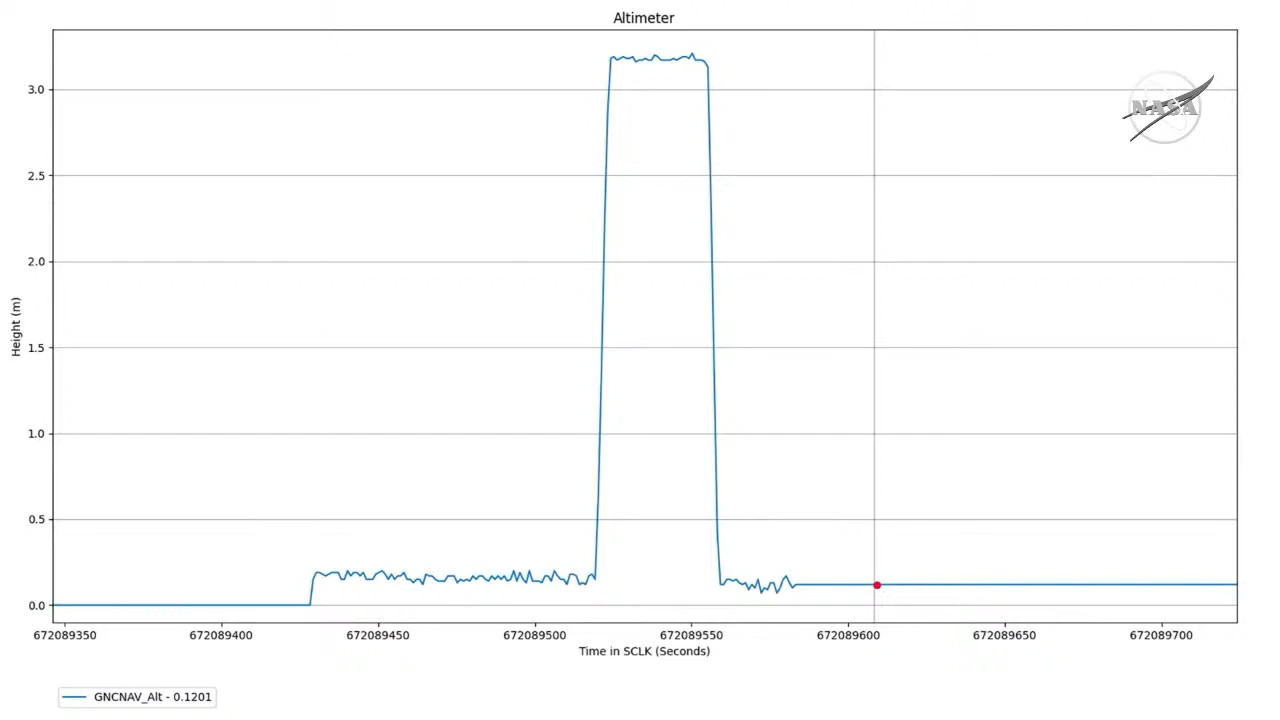 Altimeter
NASA
3.0
2.5
2.0
1.5
1.0
0.5
0.0
Height (m)
672089350 672089400 672089450 672089500 672089550 672089600 672089650 672089700
Time in SCLK (Seconds)
GNCNAV_Alt - 0.1201